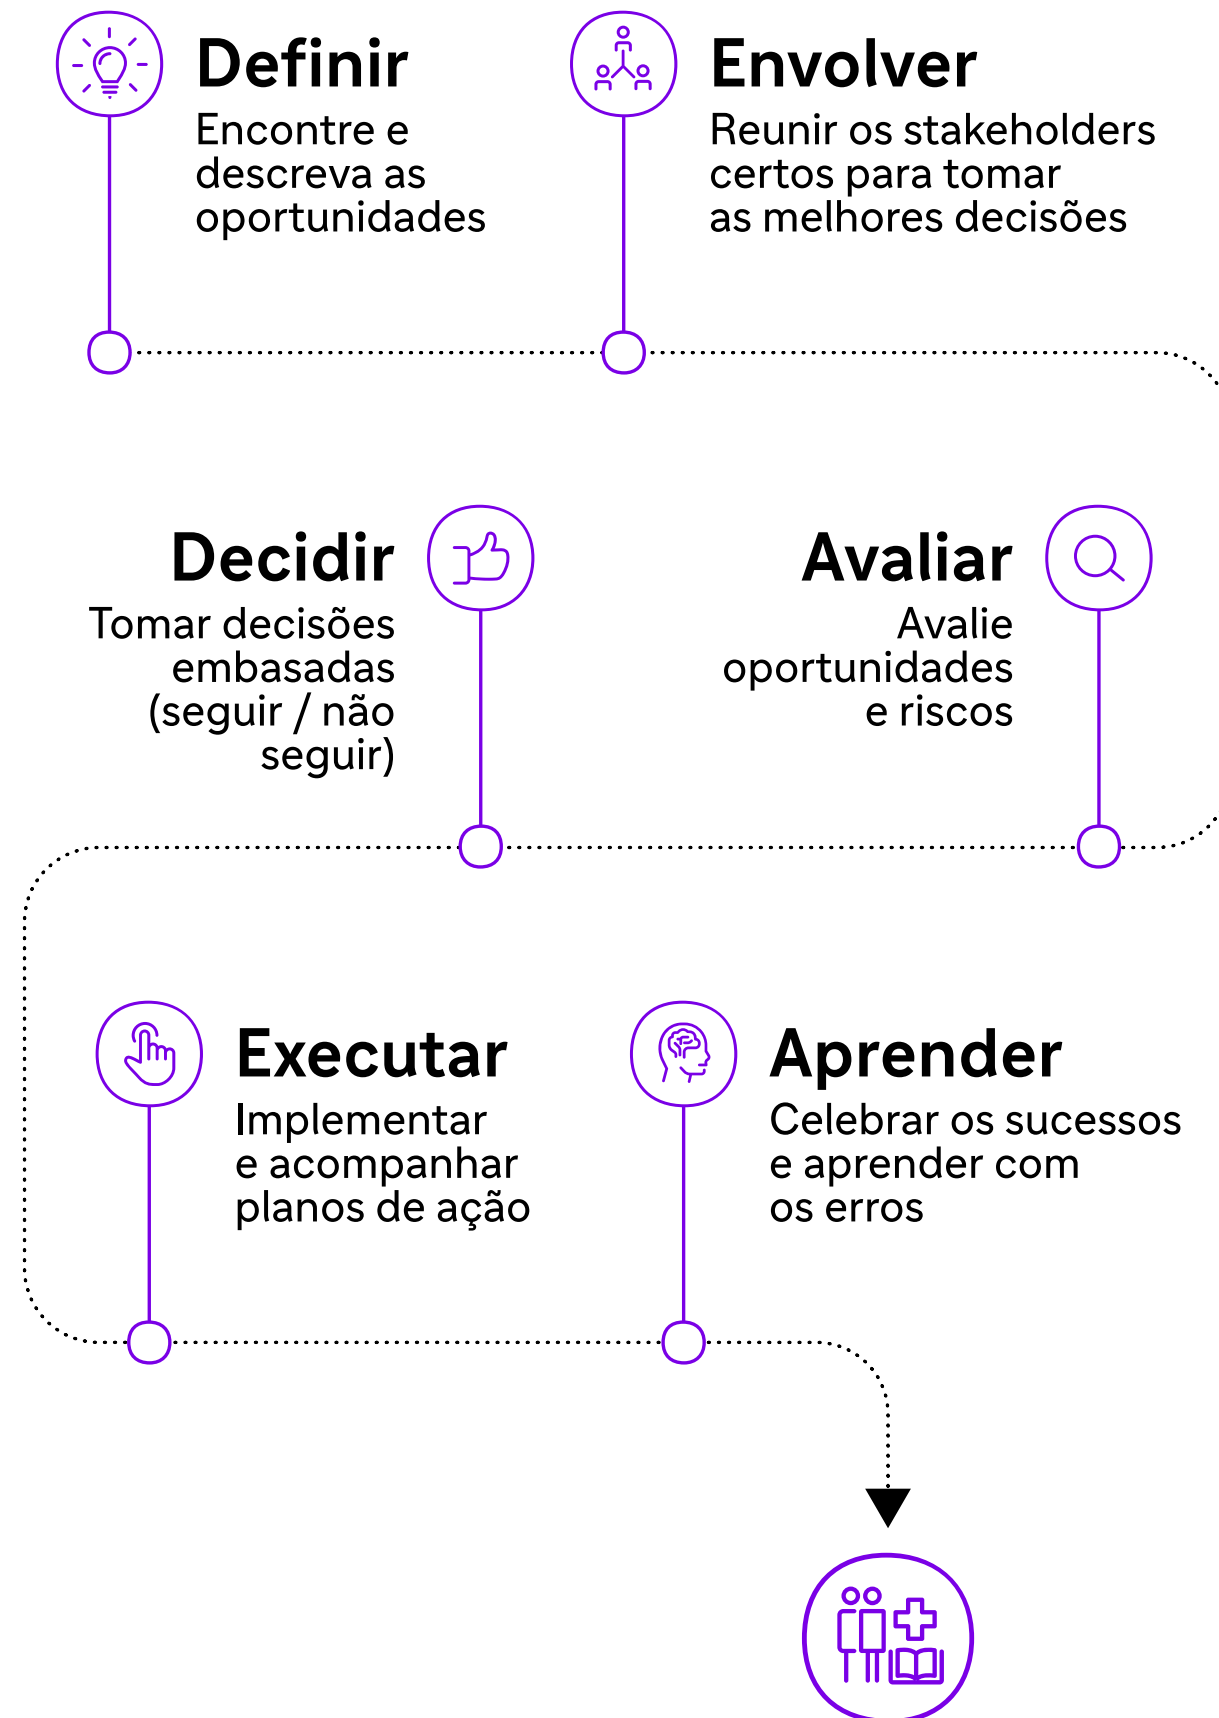 Definir
Encontre e
descreva as
oportunidades
Envolver
Reunir os stakeholders
certos para tomar
as melhores decisões
Decidir
Tomar decisões
embasadas
(seguir / não
seguir)
Avaliar
Avalie
oportunidades
e riscos
Executar
Implementar
e acompanhar
planos de ação
Aprender
Celebrar os sucessos
e aprender com
os erros